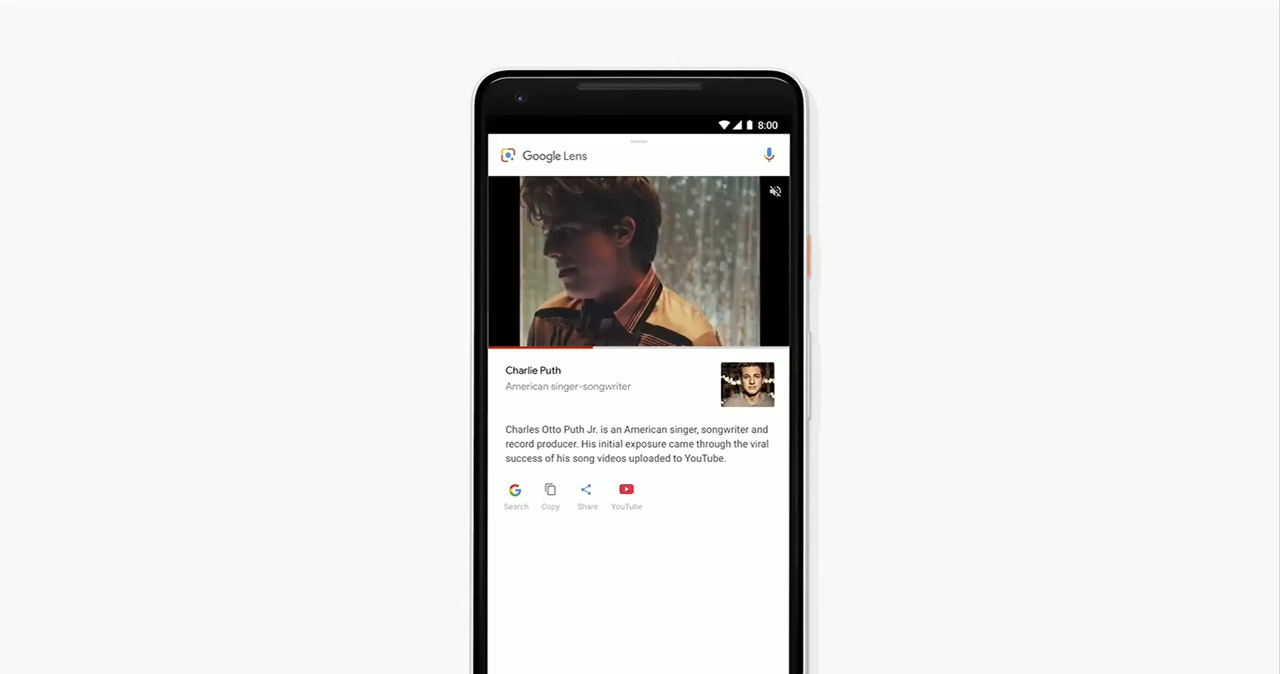 8:00
Google Lens
Charlie Puth
American singer-songwriter
Charles Otto Puth Jr. is an American singer, songwriter and
record producer. His initial exposure came through the viral
success of his song videos uploaded to YouTube.
Search Copy Share YouTube